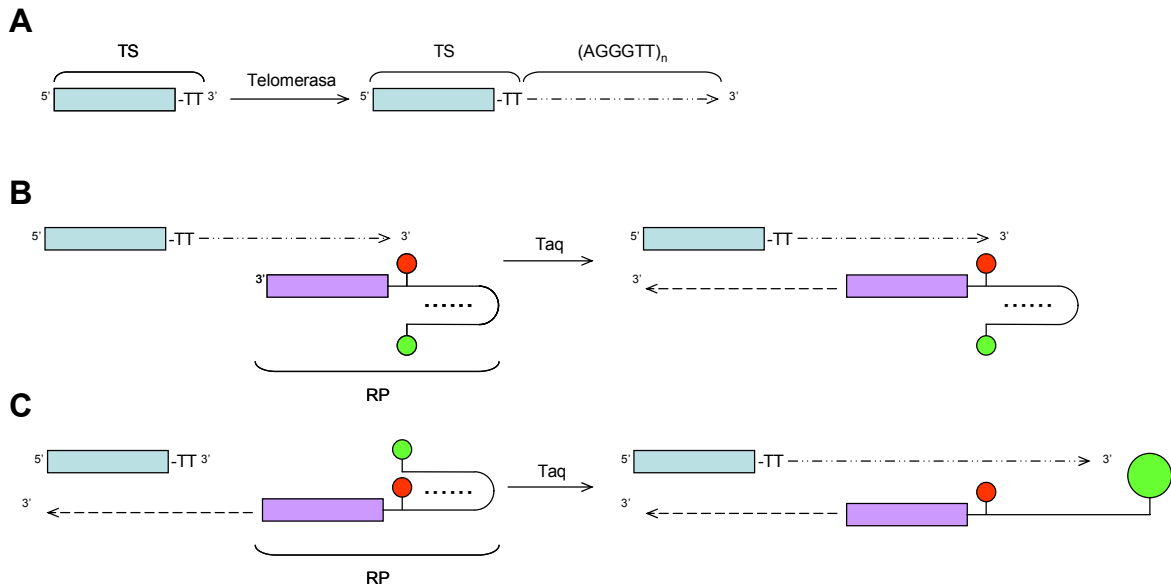 A
TS
5' -TT 3'
Telomerasa
TS (AGGGTT)n
5' -TT 3'
B
5' -TT 3'
3'
RP
Taq
5' -TT 3'
3'
C
5' -TT 3'
3'
RP
Taq
5' -TT 3'
3'